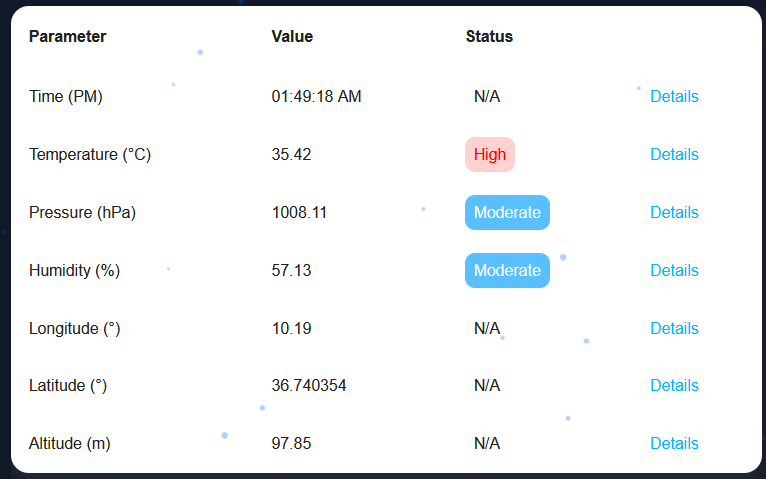 Parameter Value Status
Time (PM) 01:49:18 AM N/A Details
Temperature (°C) 35.42 High Details
Pressure (hPa) 1008.11 Moderate Details
Humidity (%) 57.13 Moderate Details
Longitude (°) 10.19 N/A Details
Latitude (°) 36.740354 N/A Details
Altitude (m) 97.85 N/A Details